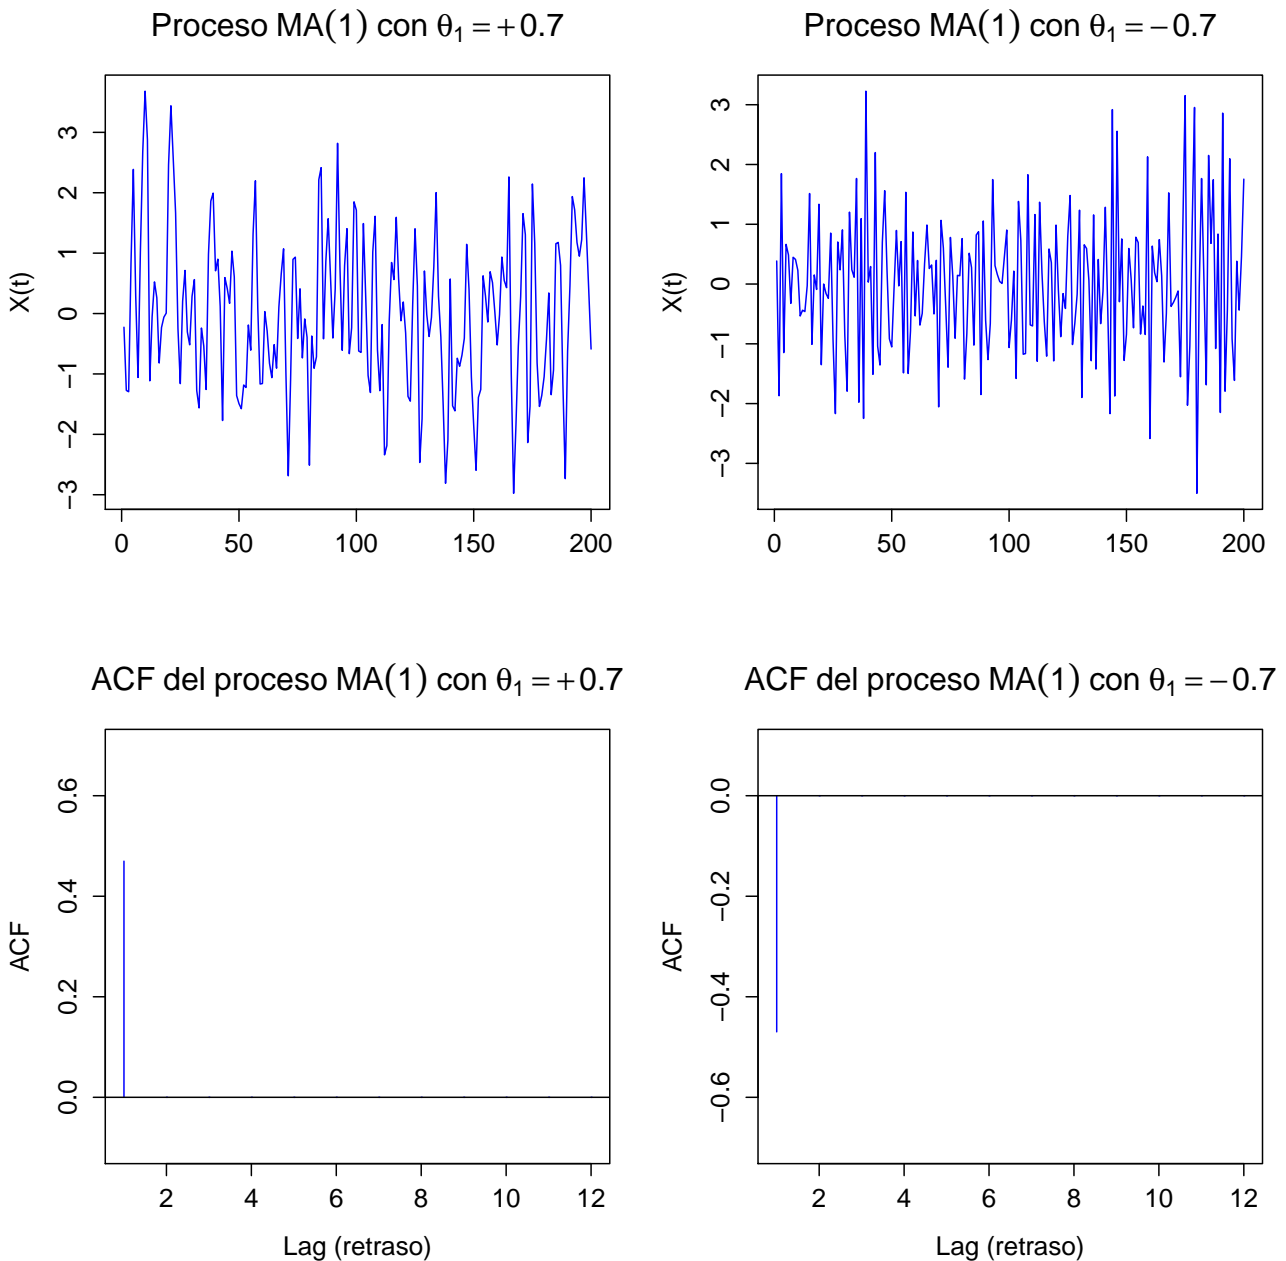 Proceso MA(1) con θ₁ = +0.7
X(t)
3
2
1
0
−1
−2
−3
0 50 100 150 200
Proceso MA(1) con θ₁ = −0.7
X(t)
3
2
1
0
−1
−2
−3
0 50 100 150 200
ACF del proceso MA(1) con θ₁ = +0.7
ACF
0.6
0.4
0.2
0.0
2 4 6 8 10 12
Lag (retraso)
ACF del proceso MA(1) con θ₁ = −0.7
ACF
0.0
−0.2
−0.4
−0.6
2 4 6 8 10 12
Lag (retraso)